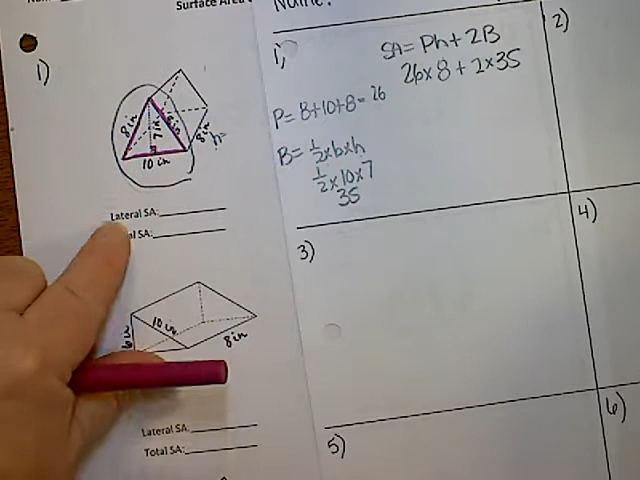 Surface Area
Name:
1)
8 in
7 in
8 in
8 in
h=
10 in
Lateral SA:
al SA:
10 in
8 in
Lateral SA:
Total SA:
1,
SA= Ph + 2B
26 x 8 + 2 x 35
P= 8+10+8= 26
B= 1/2 x b x h
1/2 x 10 x 7
35
2)
3)
4)
5)
6)